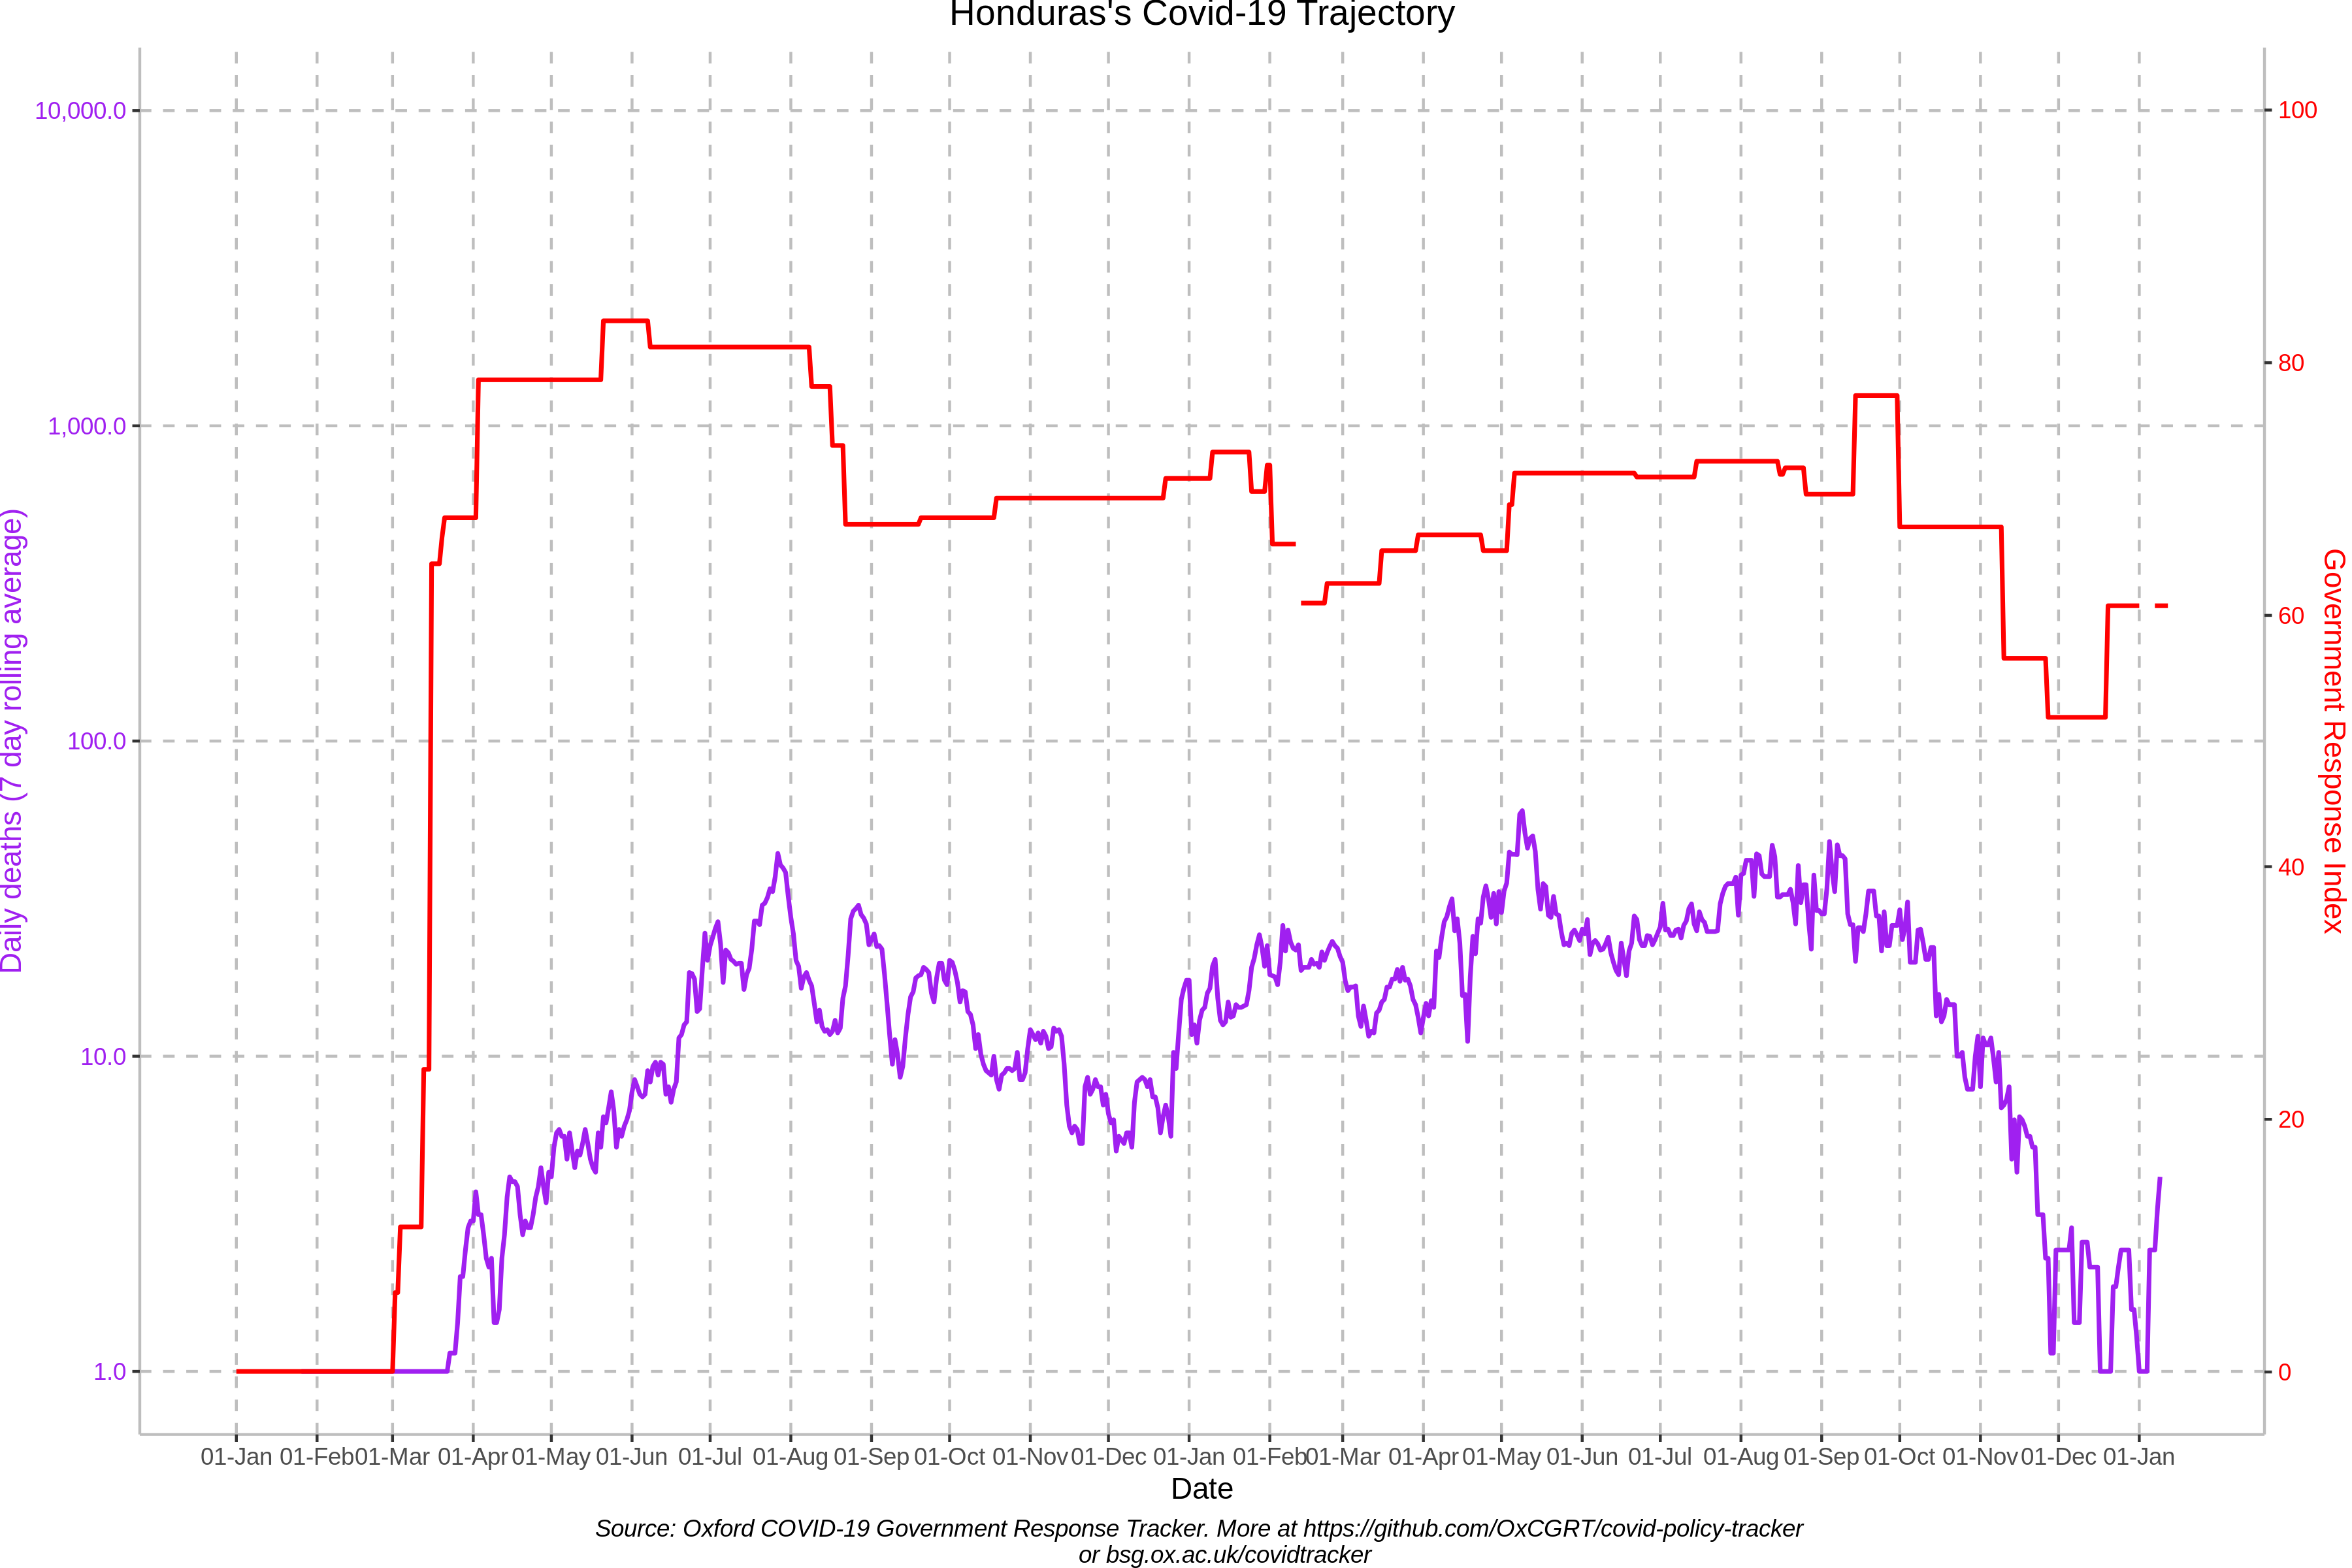 Honduras's Covid-19 Trajectory
10,000.0
1,000.0
100.0
10.0
1.0
Daily deaths (7 day rolling average)
100
80
60
40
20
0
Government Response Index
01-Jan 01-Feb 01-Mar 01-Apr 01-May 01-Jun 01-Jul 01-Aug 01-Sep 01-Oct 01-Nov 01-Dec 01-Jan 01-Feb 01-Mar 01-Apr 01-May 01-Jun 01-Jul 01-Aug 01-Sep 01-Oct 01-Nov 01-Dec 01-Jan
Date
Source: Oxford COVID-19 Government Response Tracker. More at https://github.com/OxCGRT/covid-policy-tracker
or bsg.ox.ac.uk/covidtracker